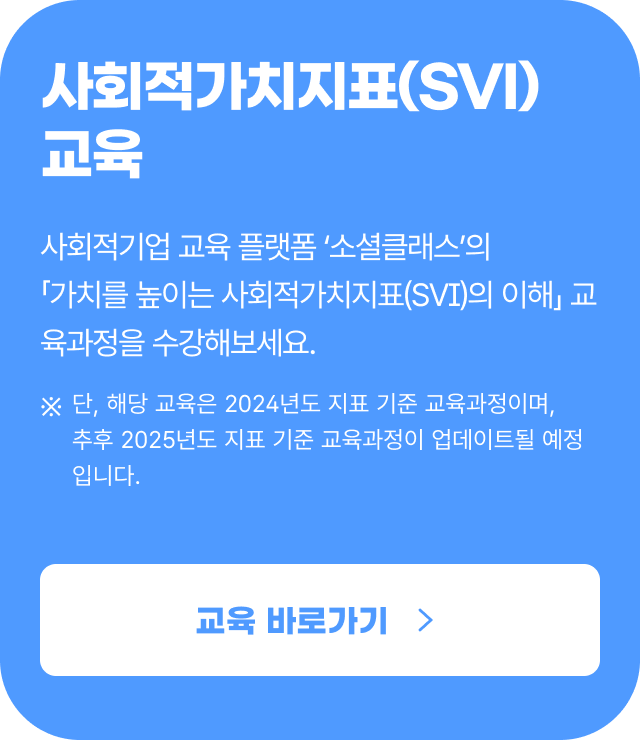 사회적가치지표(SVI)
교육
사회적기업 교육 플랫폼 ‘소셜클래스’의
「가치를 높이는 사회적가치지표(SVI)의 이해」 교
육과정을 수강해보세요.
※ 단, 해당 교육은 2024년도 지표 기준 교육과정이며,
추후 2025년도 지표 기준 교육과정이 업데이트될 예정
입니다.
교육 바로가기 >